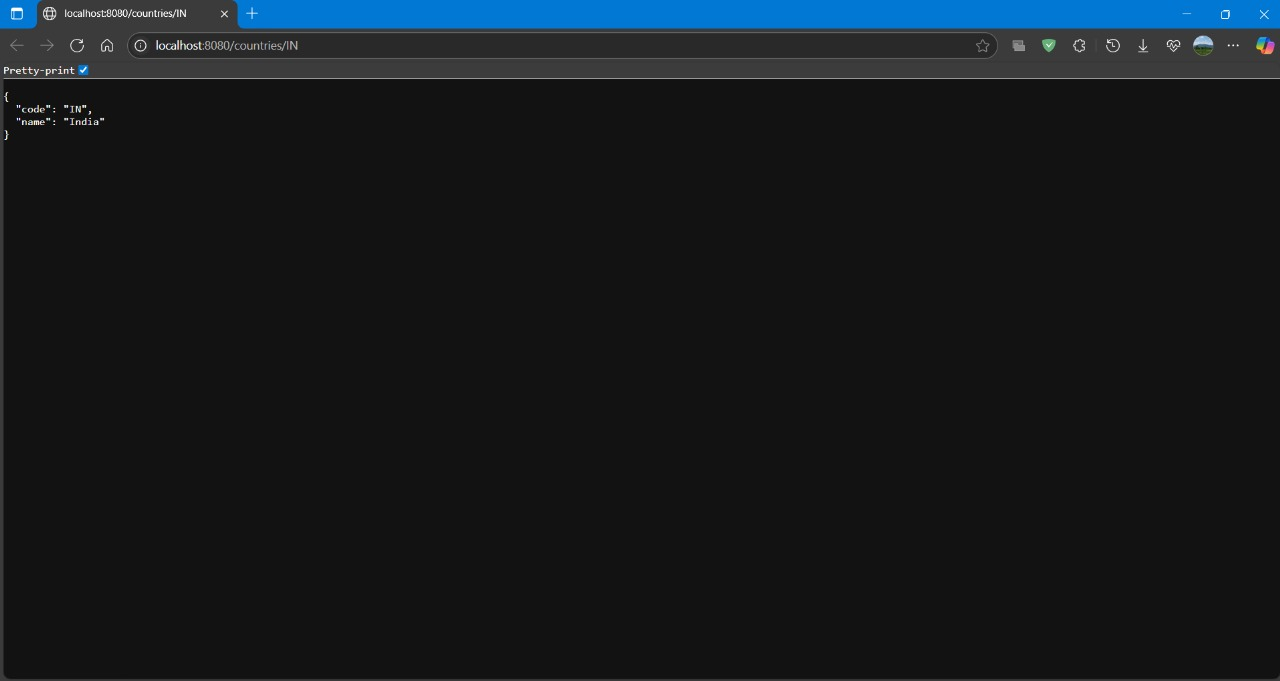 localhost:8080/countries/IN
localhost:8080/countries/IN
Pretty-print
{
"code": "IN",
"name": "India"
}